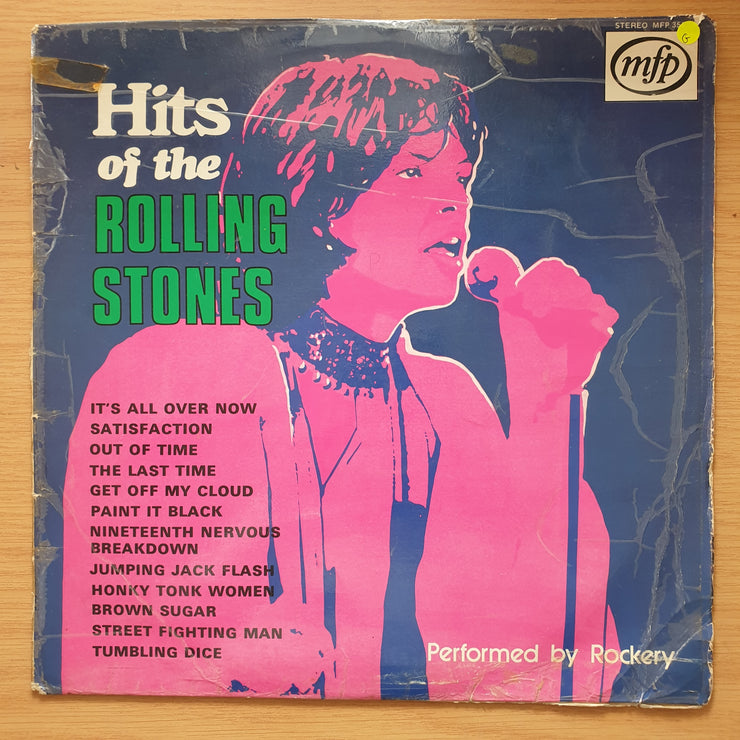 STEREO MFP
G
mfp
Hits
of the
ROLLING
STONES
IT'S ALL OVER NOW
SATISFACTION
OUT OF TIME
THE LAST TIME
GET OFF MY CLOUD
PAINT IT BLACK
NINETEENTH NERVOUS
BREAKDOWN
JUMPING JACK FLASH
HONKY TONK WOMEN
BROWN SUGAR
STREET FIGHTING MAN
TUMBLING DICE
Performed by Rockery